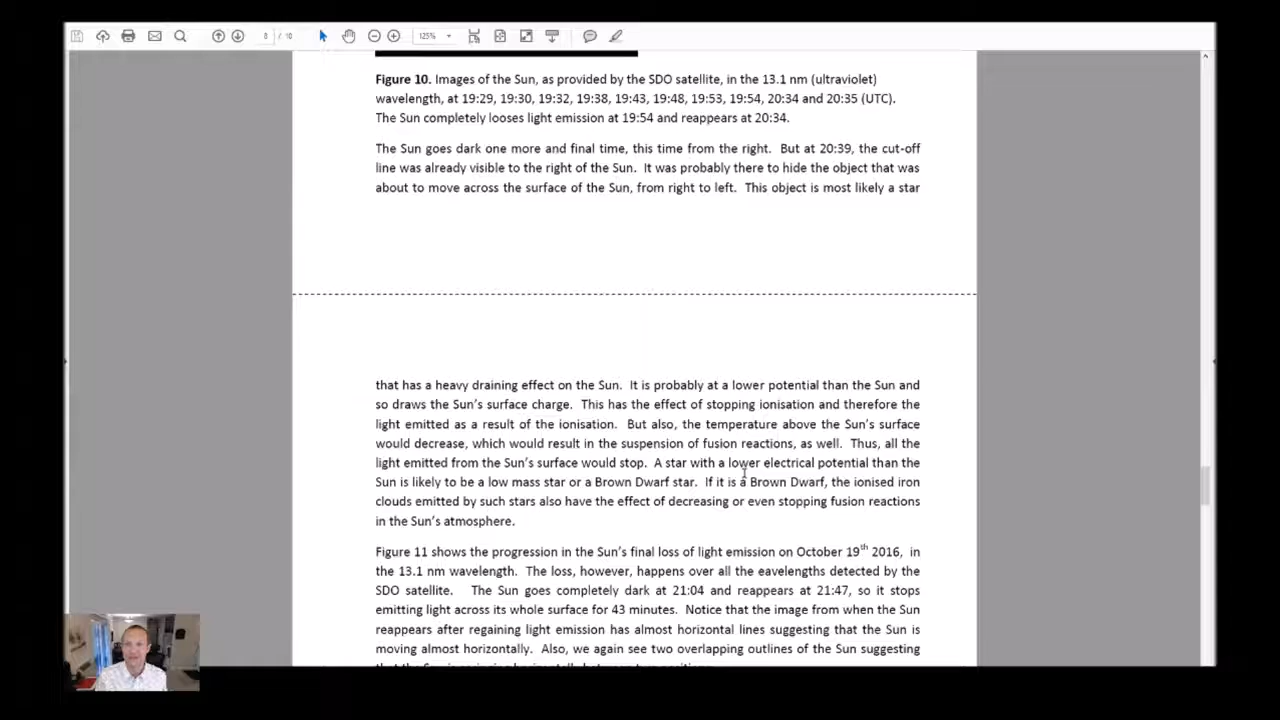 8 / 10
125%
Figure 10. Images of the Sun, as provided by the SDO satellite, in the 13.1 nm (ultraviolet)
wavelength, at 19:29, 19:30, 19:32, 19:38, 19:43, 19:48, 19:53, 19:54, 20:34 and 20:35 (UTC).
The Sun completely looses light emission at 19:54 and reappears at 20:34.
The Sun goes dark one more and final time, this time from the right. But at 20:39, the cut-off
line was already visible to the right of the Sun. It was probably there to hide the object that was
about to move across the surface of the Sun, from right to left. This object is most likely a star
that has a heavy draining effect on the Sun. It is probably at a lower potential than the Sun and
so draws the Sun's surface charge. This has the effect of stopping ionisation and therefore the
light emitted as a result of the ionisation. But also, the temperature above the Sun's surface
would decrease, which would result in the suspension of fusion reactions, as well. Thus, all the
light emitted from the Sun's surface would stop. A star with a lower electrical potential than the
Sun is likely to be a low mass star or a Brown Dwarf star. If it is a Brown Dwarf, the ionised iron
clouds emitted by such stars also have the effect of decreasing or even stopping fusion reactions
in the Sun's atmosphere.
Figure 11 shows the progression in the Sun's final loss of light emission on October 19th 2016, in
the 13.1 nm wavelength. The loss, however, happens over all the eavelengths detected by the
SDO satellite. The Sun goes completely dark at 21:04 and reappears at 21:47, so it stops
emitting light across its whole surface for 43 minutes. Notice that the image from when the Sun
reappears after regaining light emission has almost horizontal lines suggesting that the Sun is
moving almost horizontally. Also, we again see two overlapping outlines of the Sun suggesting